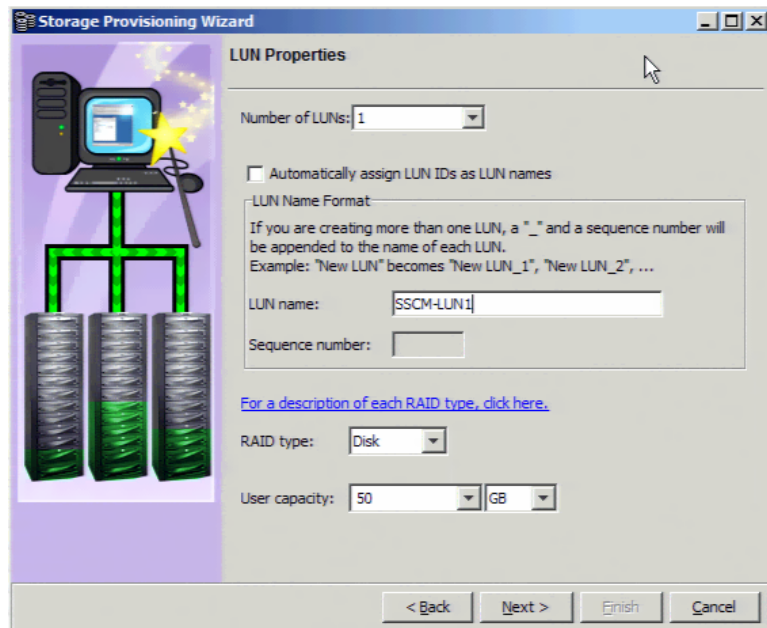 Storage Provisioning Wizard
LUN Properties
Number of LUNs: 1
Automatically assign LUN IDs as LUN names
LUN Name Format
If you are creating more than one LUN, a "_" and a sequence number will
be appended to the name of each LUN.
Example: "New LUN" becomes "New LUN_1", "New LUN_2", ...
LUN name: SSCM-LUN1
Sequence number:
For a description of each RAID type, click here.
RAID type: Disk
User capacity: 50 GB
< Back Next > Finish Cancel